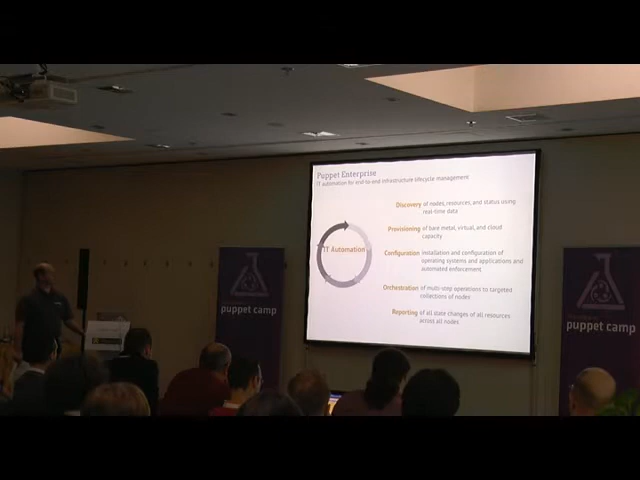 Puppet Enterprise
IT automation for end-to-end infrastructure lifecycle management
Discovery of nodes, resources, and status using
real-time data
Provisioning of bare metal, virtual, and cloud
capacity
IT Automation
Configuration installation and configuration of
operating systems and applications and
automated enforcement
Orchestration of multi-step operations to targeted
collections of nodes
Reporting of all state changes of all resources
across all nodes
puppet camp
puppet camp